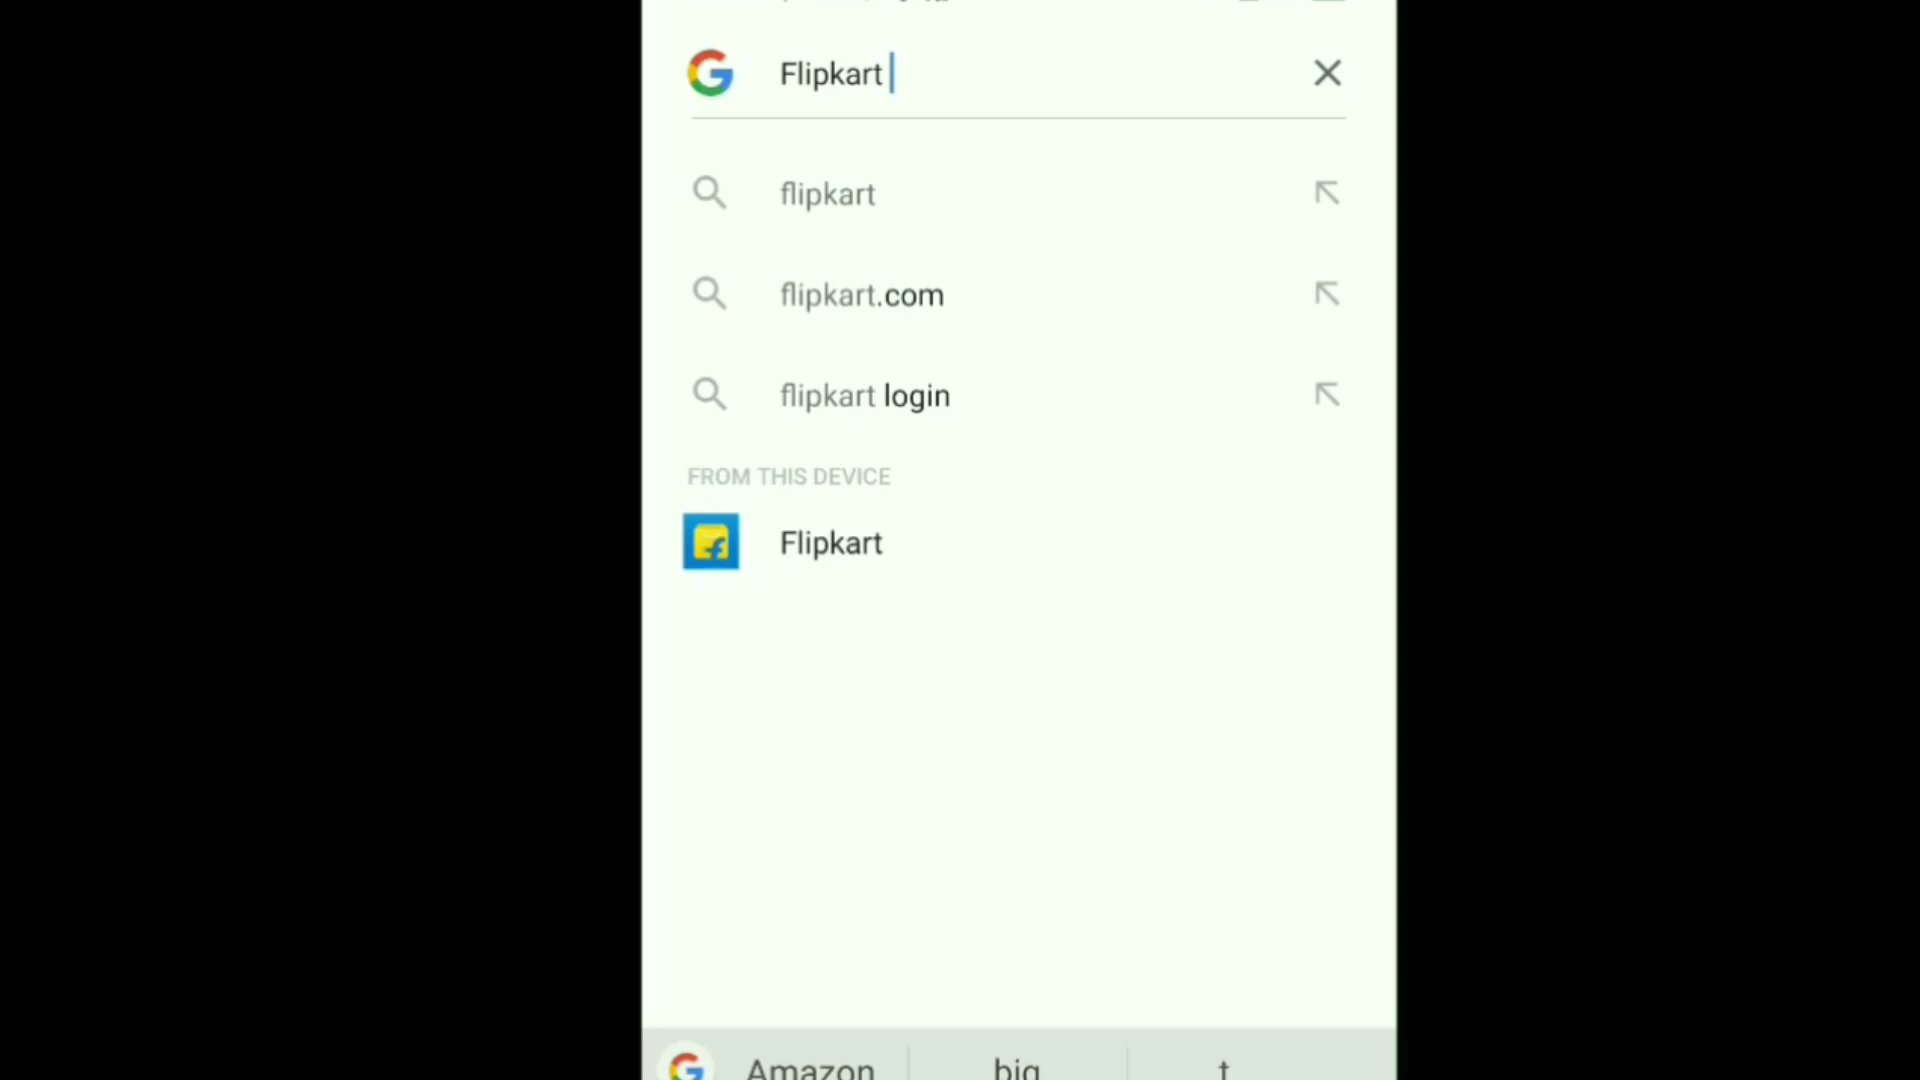 Flipkart
flipkart
flipkart.com
flipkart login
FROM THIS DEVICE
Flipkart
Amazon big t